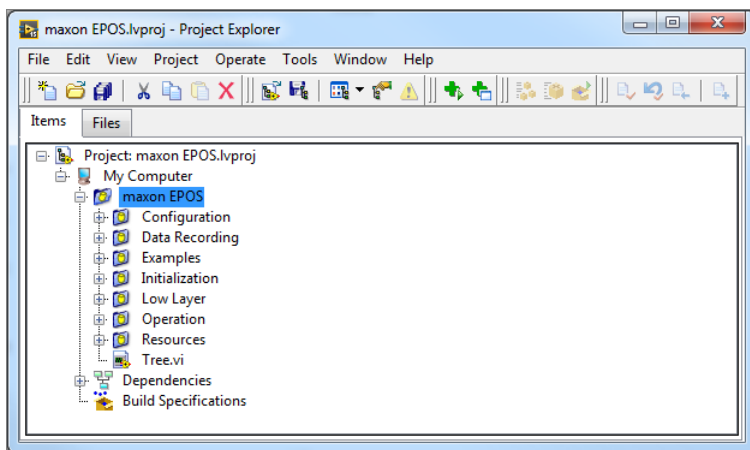 maxon EPOS.lvproj - Project Explorer
File Edit View Project Operate Tools Window Help
Items Files
Project: maxon EPOS.lvproj
My Computer
maxon EPOS
Configuration
Data Recording
Examples
Initialization
Low Layer
Operation
Resources
Tree.vi
Dependencies
Build Specifications